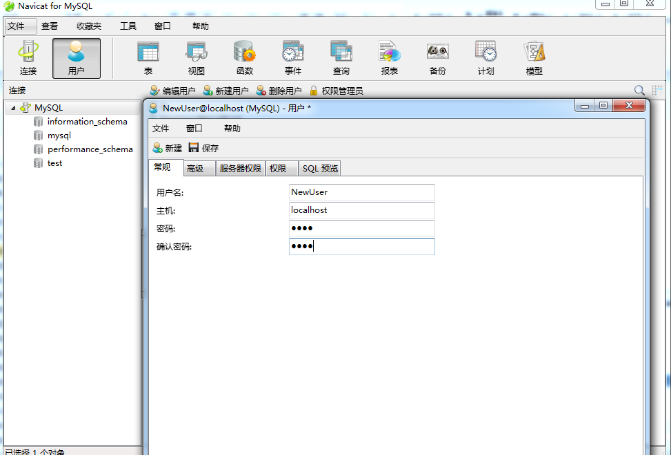 Navicat for MySQL
文件 查看 收藏夹 工具 窗口 帮助
连接 用户 表 视图 函数 事件 查询 报表 备份 计划 模型
连接 编辑用户 新建用户 删除用户 权限管理员
MySQL
information_schema
mysql
performance_schema
test
NewUser@localhost (MySQL) - 用户 *
文件 窗口 帮助
新建 保存
常规 高级 服务器权限 权限 SQL 预览
用户名: NewUser
主机: localhost
密码: ●●●●
确认密码: ●●●●
已选择 1 个对象